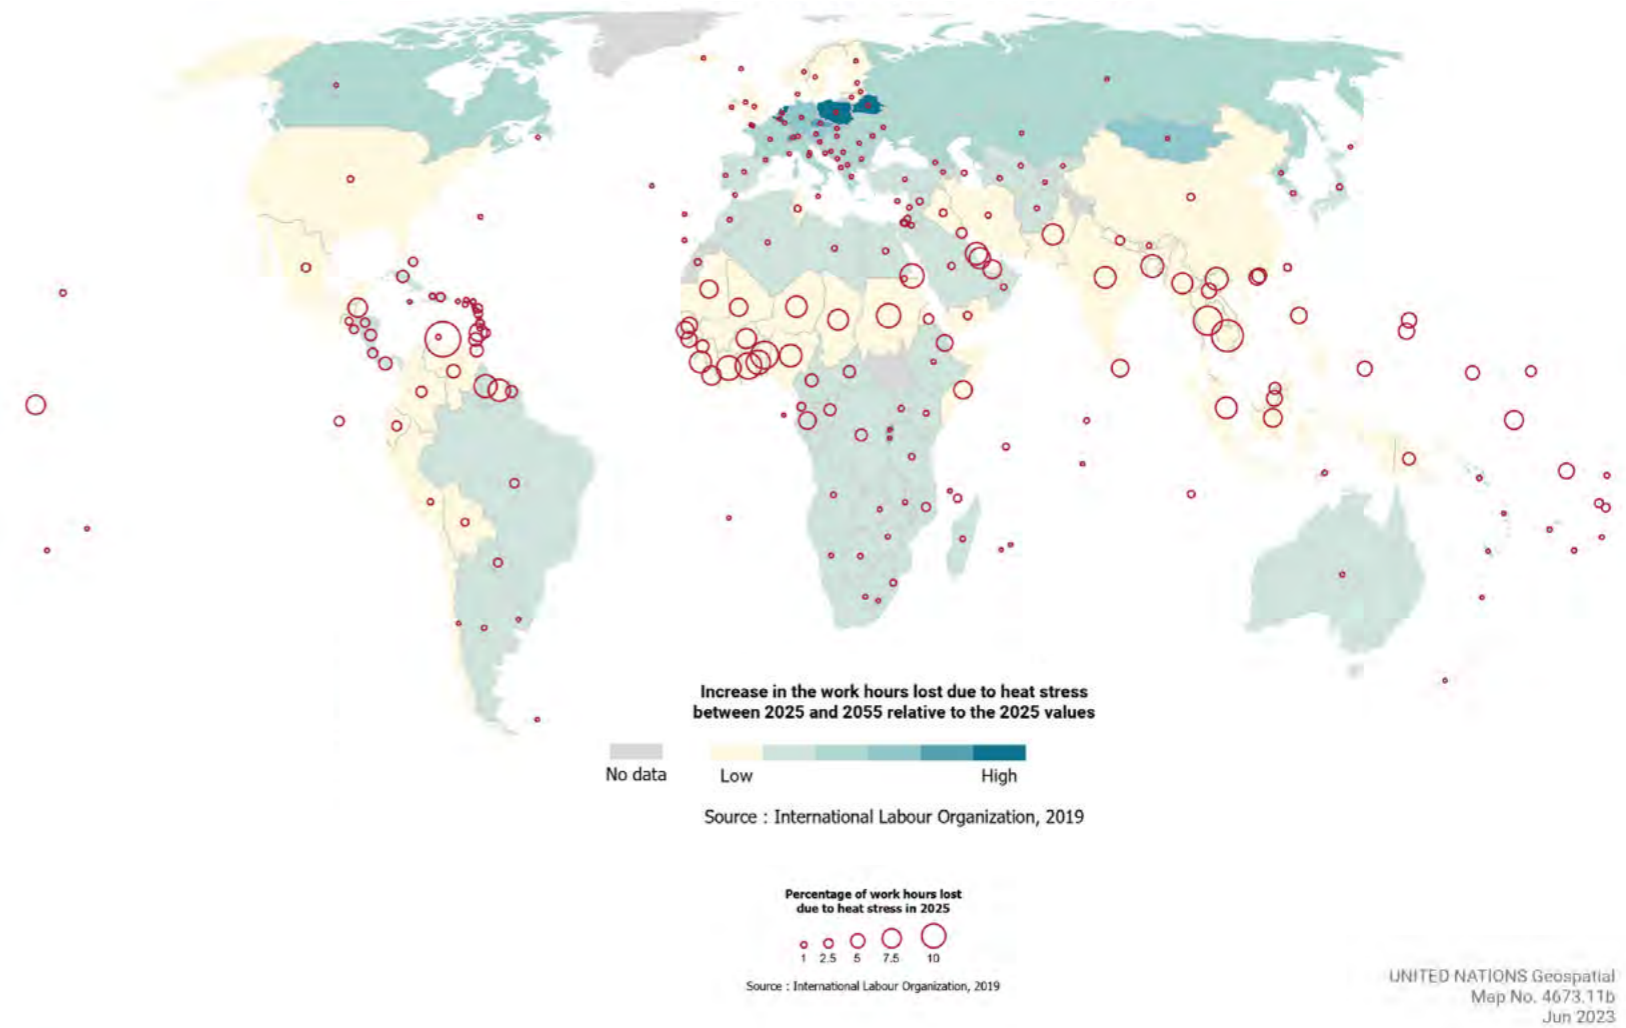 Increase in the work hours lost due to heat stress
between 2025 and 2055 relative to the 2025 values
No data
Low
High
Source : International Labour Organization, 2019
Percentage of work hours lost
due to heat stress in 2025
1 2.5 5 7.5 10
Source : International Labour Organization, 2019
UNITED NATIONS Geospatial
Map No. 4673.11b
Jun 2023